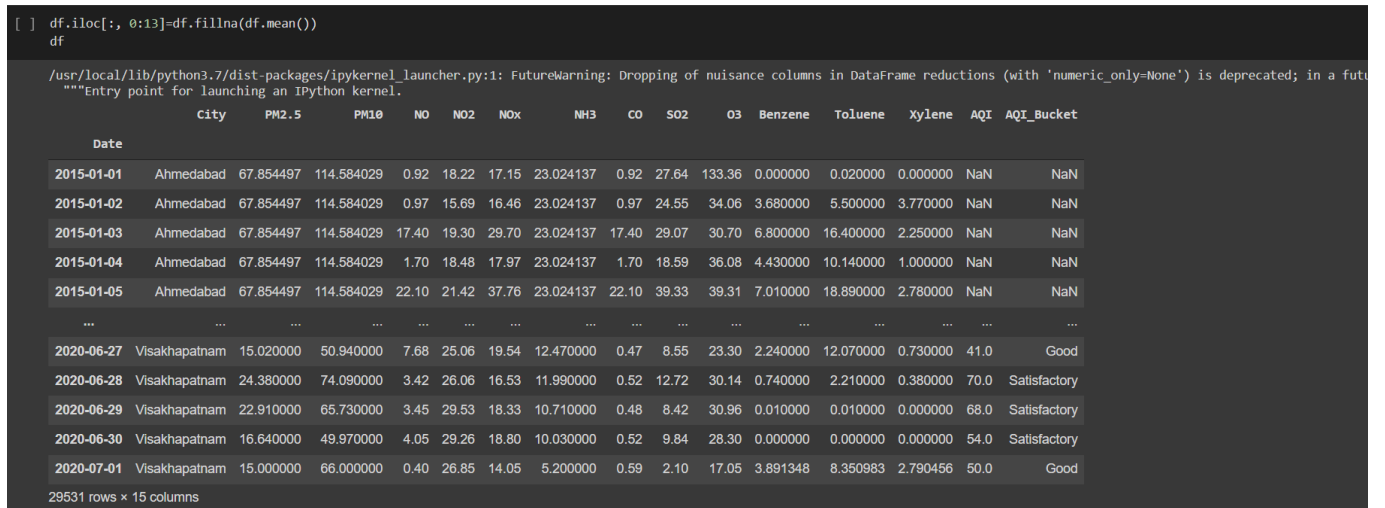 [ ] df.iloc[:, 0:13]=df.fillna(df.mean())
df
/usr/local/lib/python3.7/dist-packages/ipykernel_launcher.py:1: FutureWarning: Dropping of nuisance columns in DataFrame reductions (with 'numeric_only=None') is deprecated; in a futu
"""Entry point for launching an IPython kernel.
City PM2.5 PM10 NO NO2 NOx NH3 CO SO2 O3 Benzene Toluene Xylene AQI AQI_Bucket
Date
2015-01-01 Ahmedabad 67.854497 114.584029 0.92 18.22 17.15 23.024137 0.92 27.64 133.36 0.000000 0.020000 0.000000 NaN NaN
2015-01-02 Ahmedabad 67.854497 114.584029 0.97 15.69 16.46 23.024137 0.97 24.55 34.06 3.680000 5.500000 3.770000 NaN NaN
2015-01-03 Ahmedabad 67.854497 114.584029 17.40 19.30 29.70 23.024137 17.40 29.07 30.70 6.800000 16.400000 2.250000 NaN NaN
2015-01-04 Ahmedabad 67.854497 114.584029 1.70 18.48 17.97 23.024137 1.70 18.59 36.08 4.430000 10.140000 1.000000 NaN NaN
2015-01-05 Ahmedabad 67.854497 114.584029 22.10 21.42 37.76 23.024137 22.10 39.33 39.31 7.010000 18.890000 2.780000 NaN NaN
... ... ... ... ... ... ... ... ... ... ... ... ... ... ... ...
2020-06-27 Visakhapatnam 15.020000 50.940000 7.68 25.06 19.54 12.470000 0.47 8.55 23.30 2.240000 12.070000 0.730000 41.0 Good
2020-06-28 Visakhapatnam 24.380000 74.090000 3.42 26.06 16.53 11.990000 0.52 12.72 30.14 0.740000 2.210000 0.380000 70.0 Satisfactory
2020-06-29 Visakhapatnam 22.910000 65.730000 3.45 29.53 18.33 10.710000 0.48 8.42 30.96 0.010000 0.010000 0.000000 68.0 Satisfactory
2020-06-30 Visakhapatnam 16.640000 49.970000 4.05 29.26 18.80 10.030000 0.52 9.84 28.30 0.000000 0.000000 0.000000 54.0 Satisfactory
2020-07-01 Visakhapatnam 15.000000 66.000000 0.40 26.85 14.05 5.200000 0.59 2.10 17.05 3.891348 8.350983 2.790456 50.0 Good
29531 rows × 15 columns